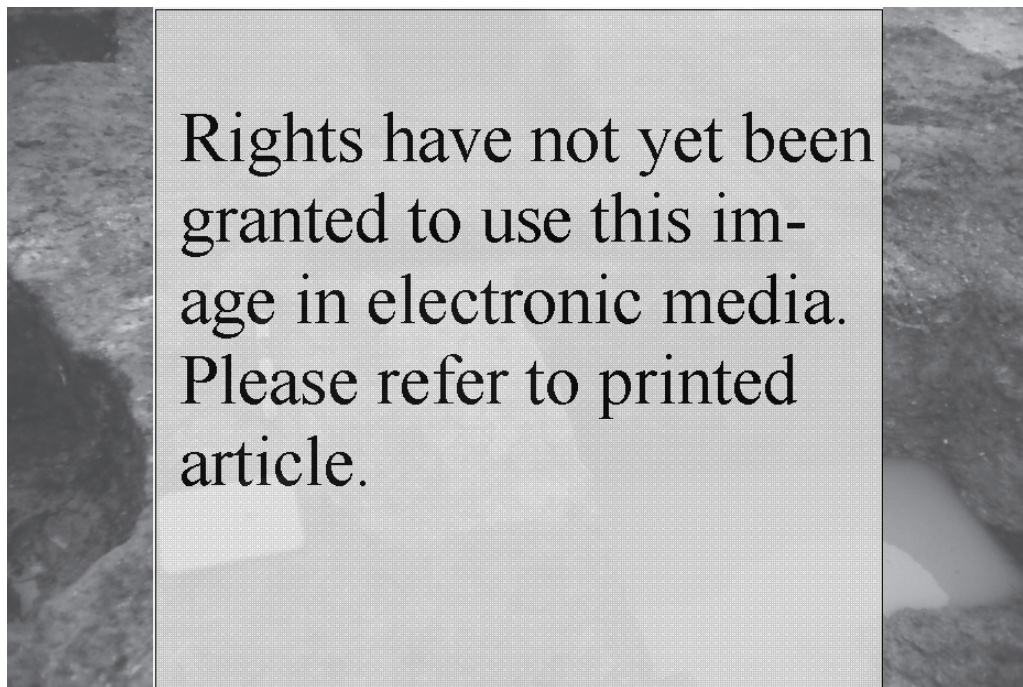 Rights have not yet been
granted to use this im-
age in electronic media.
Please refer to printed
article.